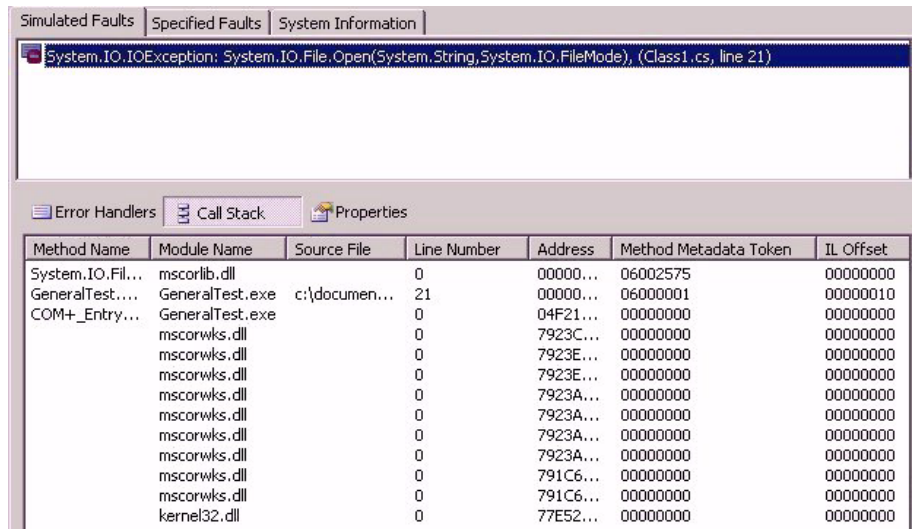 Simulated Faults Specified Faults System Information
System.IO.IOException: System.IO.File.Open(System.String,System.IO.FileMode), (Class1.cs, line 21)
Error Handlers Call Stack Properties
Method Name Module Name Source File Line Number Address Method Metadata Token IL Offset
System.IO.Fil... mscorlib.dll 0 00000... 06002575 00000000
GeneralTest.... GeneralTest.exe c:\documen... 21 00000... 06000001 00000010
COM+_Entry... GeneralTest.exe 0 04F21... 00000000 00000000
mscorwks.dll 0 7923C... 00000000 00000000
mscorwks.dll 0 7923E... 00000000 00000000
mscorwks.dll 0 7923E... 00000000 00000000
mscorwks.dll 0 7923A... 00000000 00000000
mscorwks.dll 0 7923A... 00000000 00000000
mscorwks.dll 0 7923A... 00000000 00000000
mscorwks.dll 0 7923A... 00000000 00000000
mscorwks.dll 0 791C6... 00000000 00000000
mscorwks.dll 0 791C6... 00000000 00000000
kernel32.dll 0 77E52... 00000000 00000000